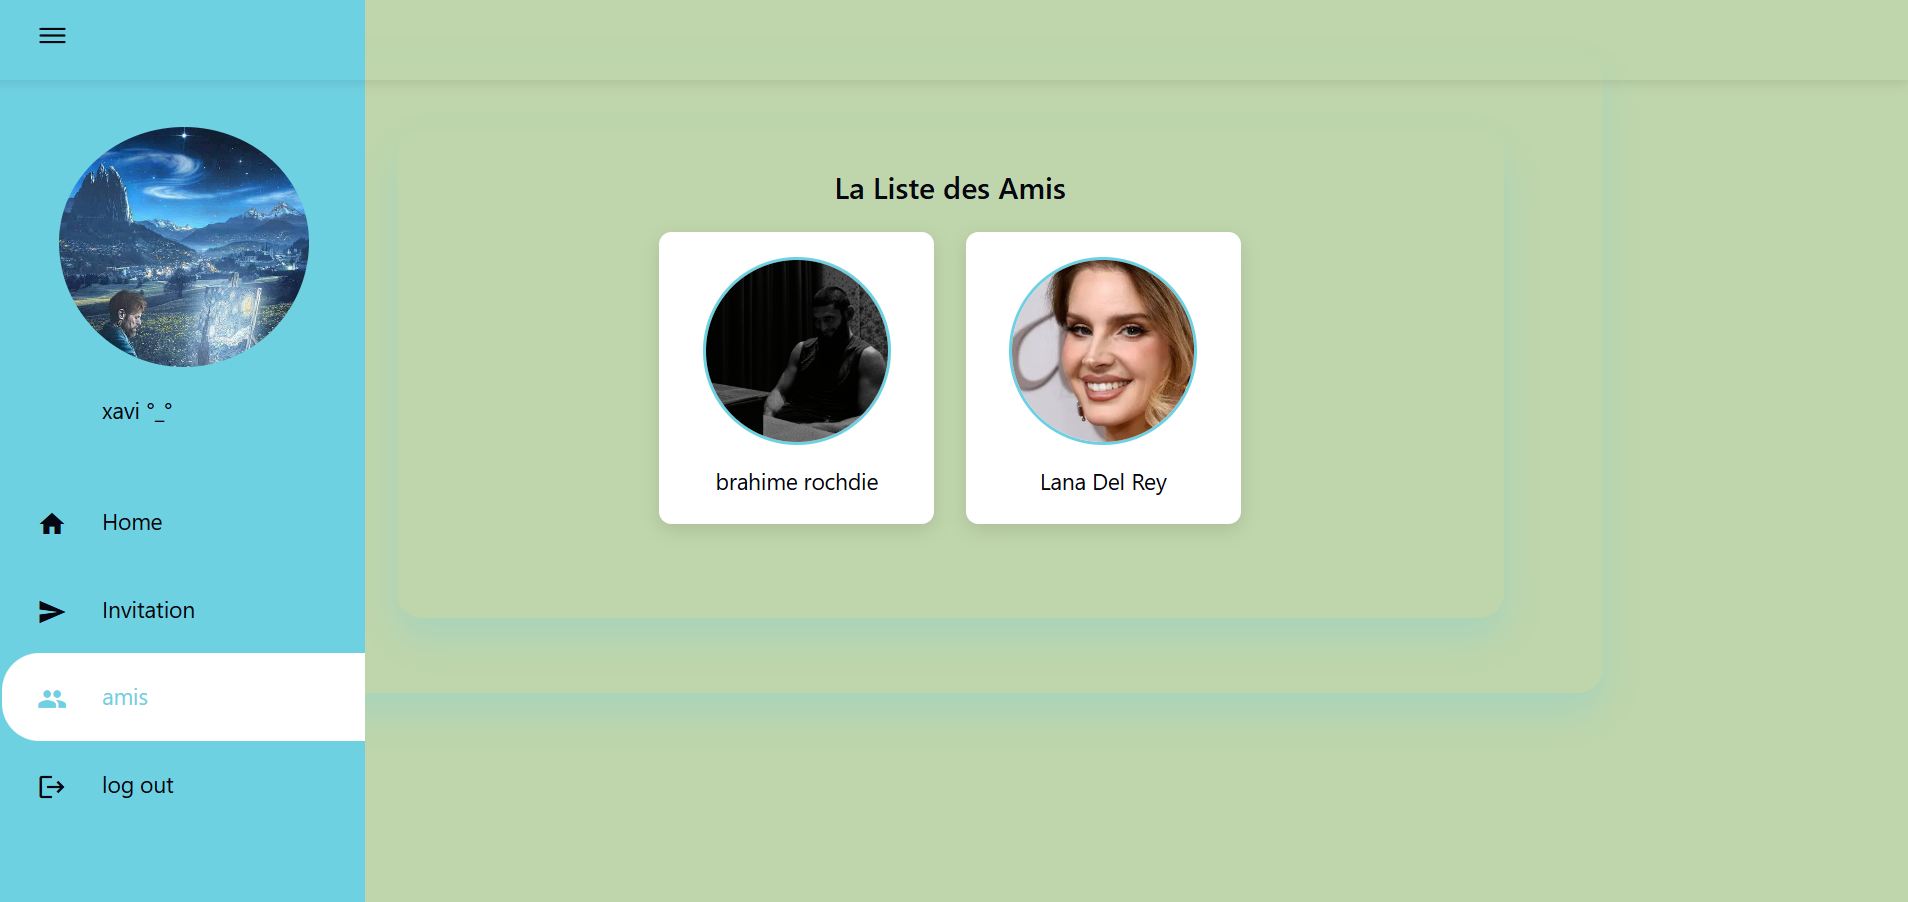 xavi °_°
Home
Invitation
amis
log out
La Liste des Amis
brahime rochdie
Lana Del Rey